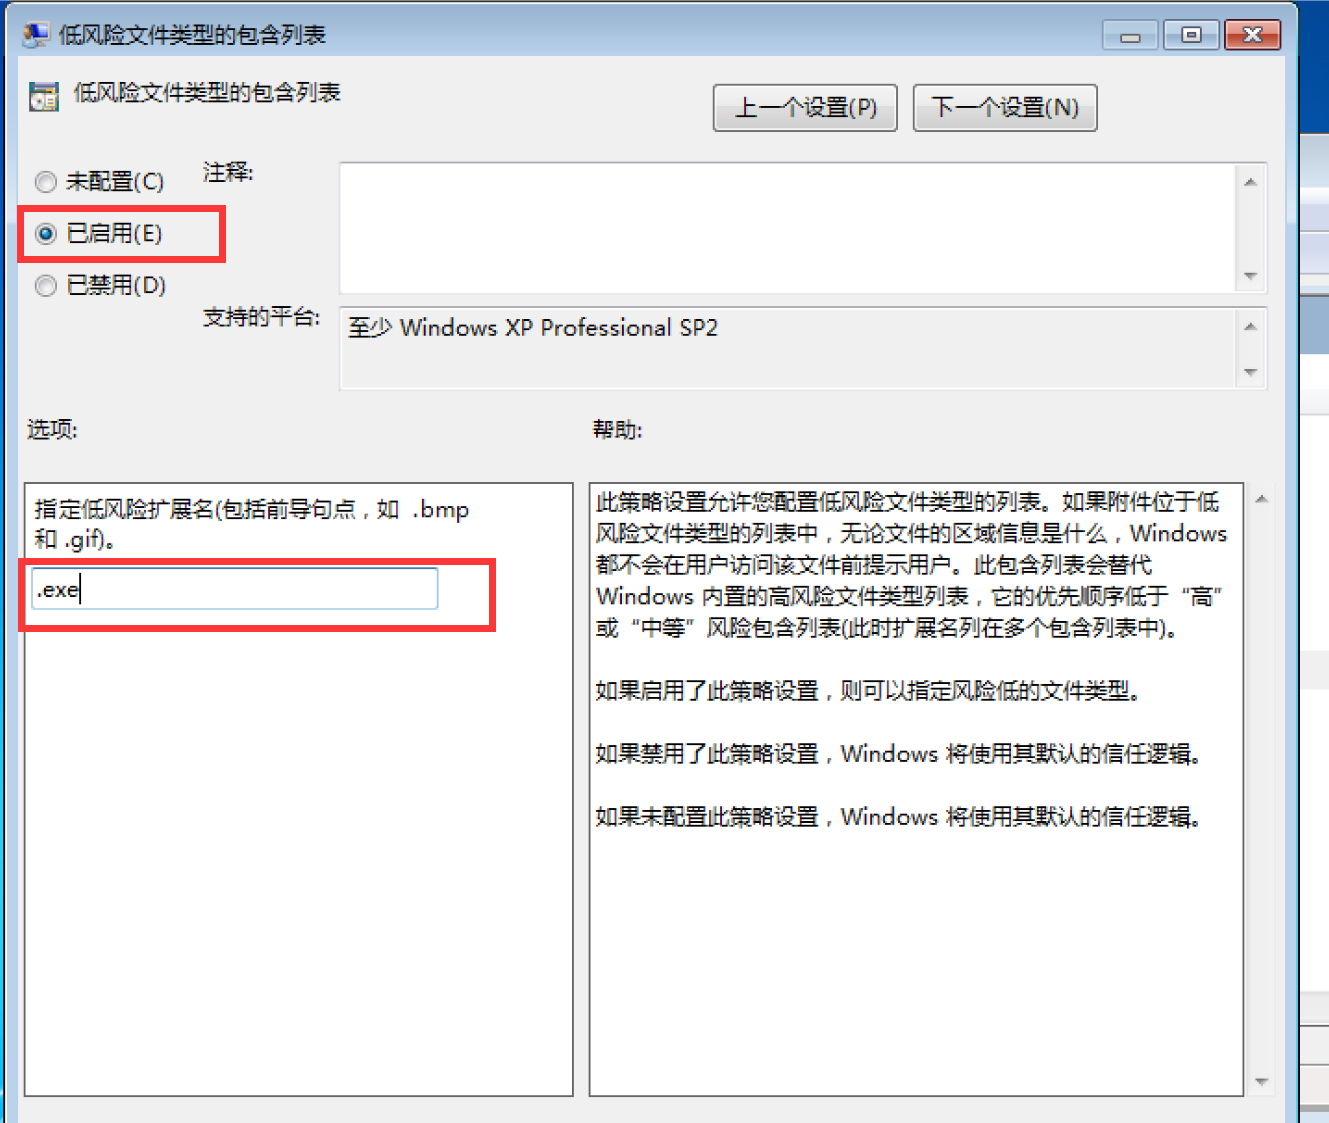 低风险文件类型的包含列表
低风险文件类型的包含列表
上一个设置(P)
下一个设置(N)
未配置(C)
注释:
已启用(E)
已禁用(D)
支持的平台:
至少 Windows XP Professional SP2
选项:
帮助:
指定低风险扩展名(包括前导句点，如 .bmp
和 .gif)。
.exe
此策略设置允许您配置低风险文件类型的列表。如果附件位于低
风险文件类型的列表中，无论文件的区域信息是什么，Windows
都不会在用户访问该文件前提示用户。此包含列表会替代
Windows 内置的高风险文件类型列表，它的优先顺序低于“高”
或“中等”风险包含列表(此时扩展名列在多个包含列表中)。
如果启用了此策略设置，则可以指定风险低的文件类型。
如果禁用了此策略设置，Windows 将使用其默认的信任逻辑。
如果未配置此策略设置，Windows 将使用其默认的信任逻辑。